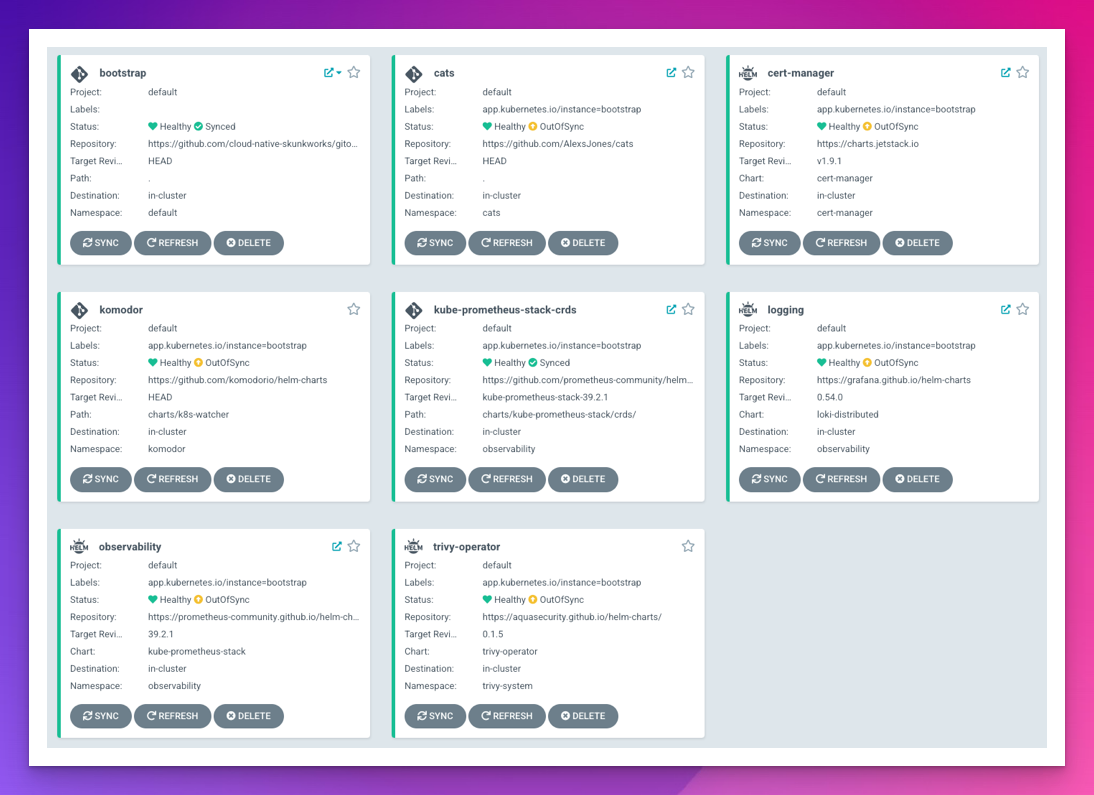 bootstrap
Project: default
Labels:
Status: Healthy Synced
Repository: https://github.com/cloud-native-skunkworks/gito...
Target Revi... HEAD
Path: .
Destination: in-cluster
Namespace: default
SYNC REFRESH DELETE
cats
Project: default
Labels: app.kubernetes.io/instance=bootstrap
Status: Healthy OutOfSync
Repository: https://github.com/AlexsJones/cats
Target Revi... HEAD
Path: .
Destination: in-cluster
Namespace: cats
SYNC REFRESH DELETE
HELM cert-manager
Project: default
Labels: app.kubernetes.io/instance=bootstrap
Status: Healthy OutOfSync
Repository: https://charts.jetstack.io
Target Revi... v1.9.1
Chart: cert-manager
Destination: in-cluster
Namespace: cert-manager
SYNC REFRESH DELETE
komodor
Project: default
Labels: app.kubernetes.io/instance=bootstrap
Status: Healthy OutOfSync
Repository: https://github.com/komodorio/helm-charts
Target Revi... HEAD
Path: charts/k8s-watcher
Destination: in-cluster
Namespace: komodor
SYNC REFRESH DELETE
kube-prometheus-stack-crds
Project: default
Labels: app.kubernetes.io/instance=bootstrap
Status: Healthy Synced
Repository: https://github.com/prometheus-community/helm...
Target Revi... kube-prometheus-stack-39.2.1
Path: charts/kube-prometheus-stack/crds/
Destination: in-cluster
Namespace: observability
SYNC REFRESH DELETE
HELM logging
Project: default
Labels: app.kubernetes.io/instance=bootstrap
Status: Healthy OutOfSync
Repository: https://grafana.github.io/helm-charts
Target Revi... 0.54.0
Chart: loki-distributed
Destination: in-cluster
Namespace: observability
SYNC REFRESH DELETE
HELM observability
Project: default
Labels: app.kubernetes.io/instance=bootstrap
Status: Healthy OutOfSync
Repository: https://prometheus-community.github.io/helm-ch...
Target Revi... 39.2.1
Chart: kube-prometheus-stack
Destination: in-cluster
Namespace: observability
SYNC REFRESH DELETE
HELM trivy-operator
Project: default
Labels: app.kubernetes.io/instance=bootstrap
Status: Healthy OutOfSync
Repository: https://aquasecurity.github.io/helm-charts/
Target Revi... 0.1.5
Chart: trivy-operator
Destination: in-cluster
Namespace: trivy-system
SYNC REFRESH DELETE